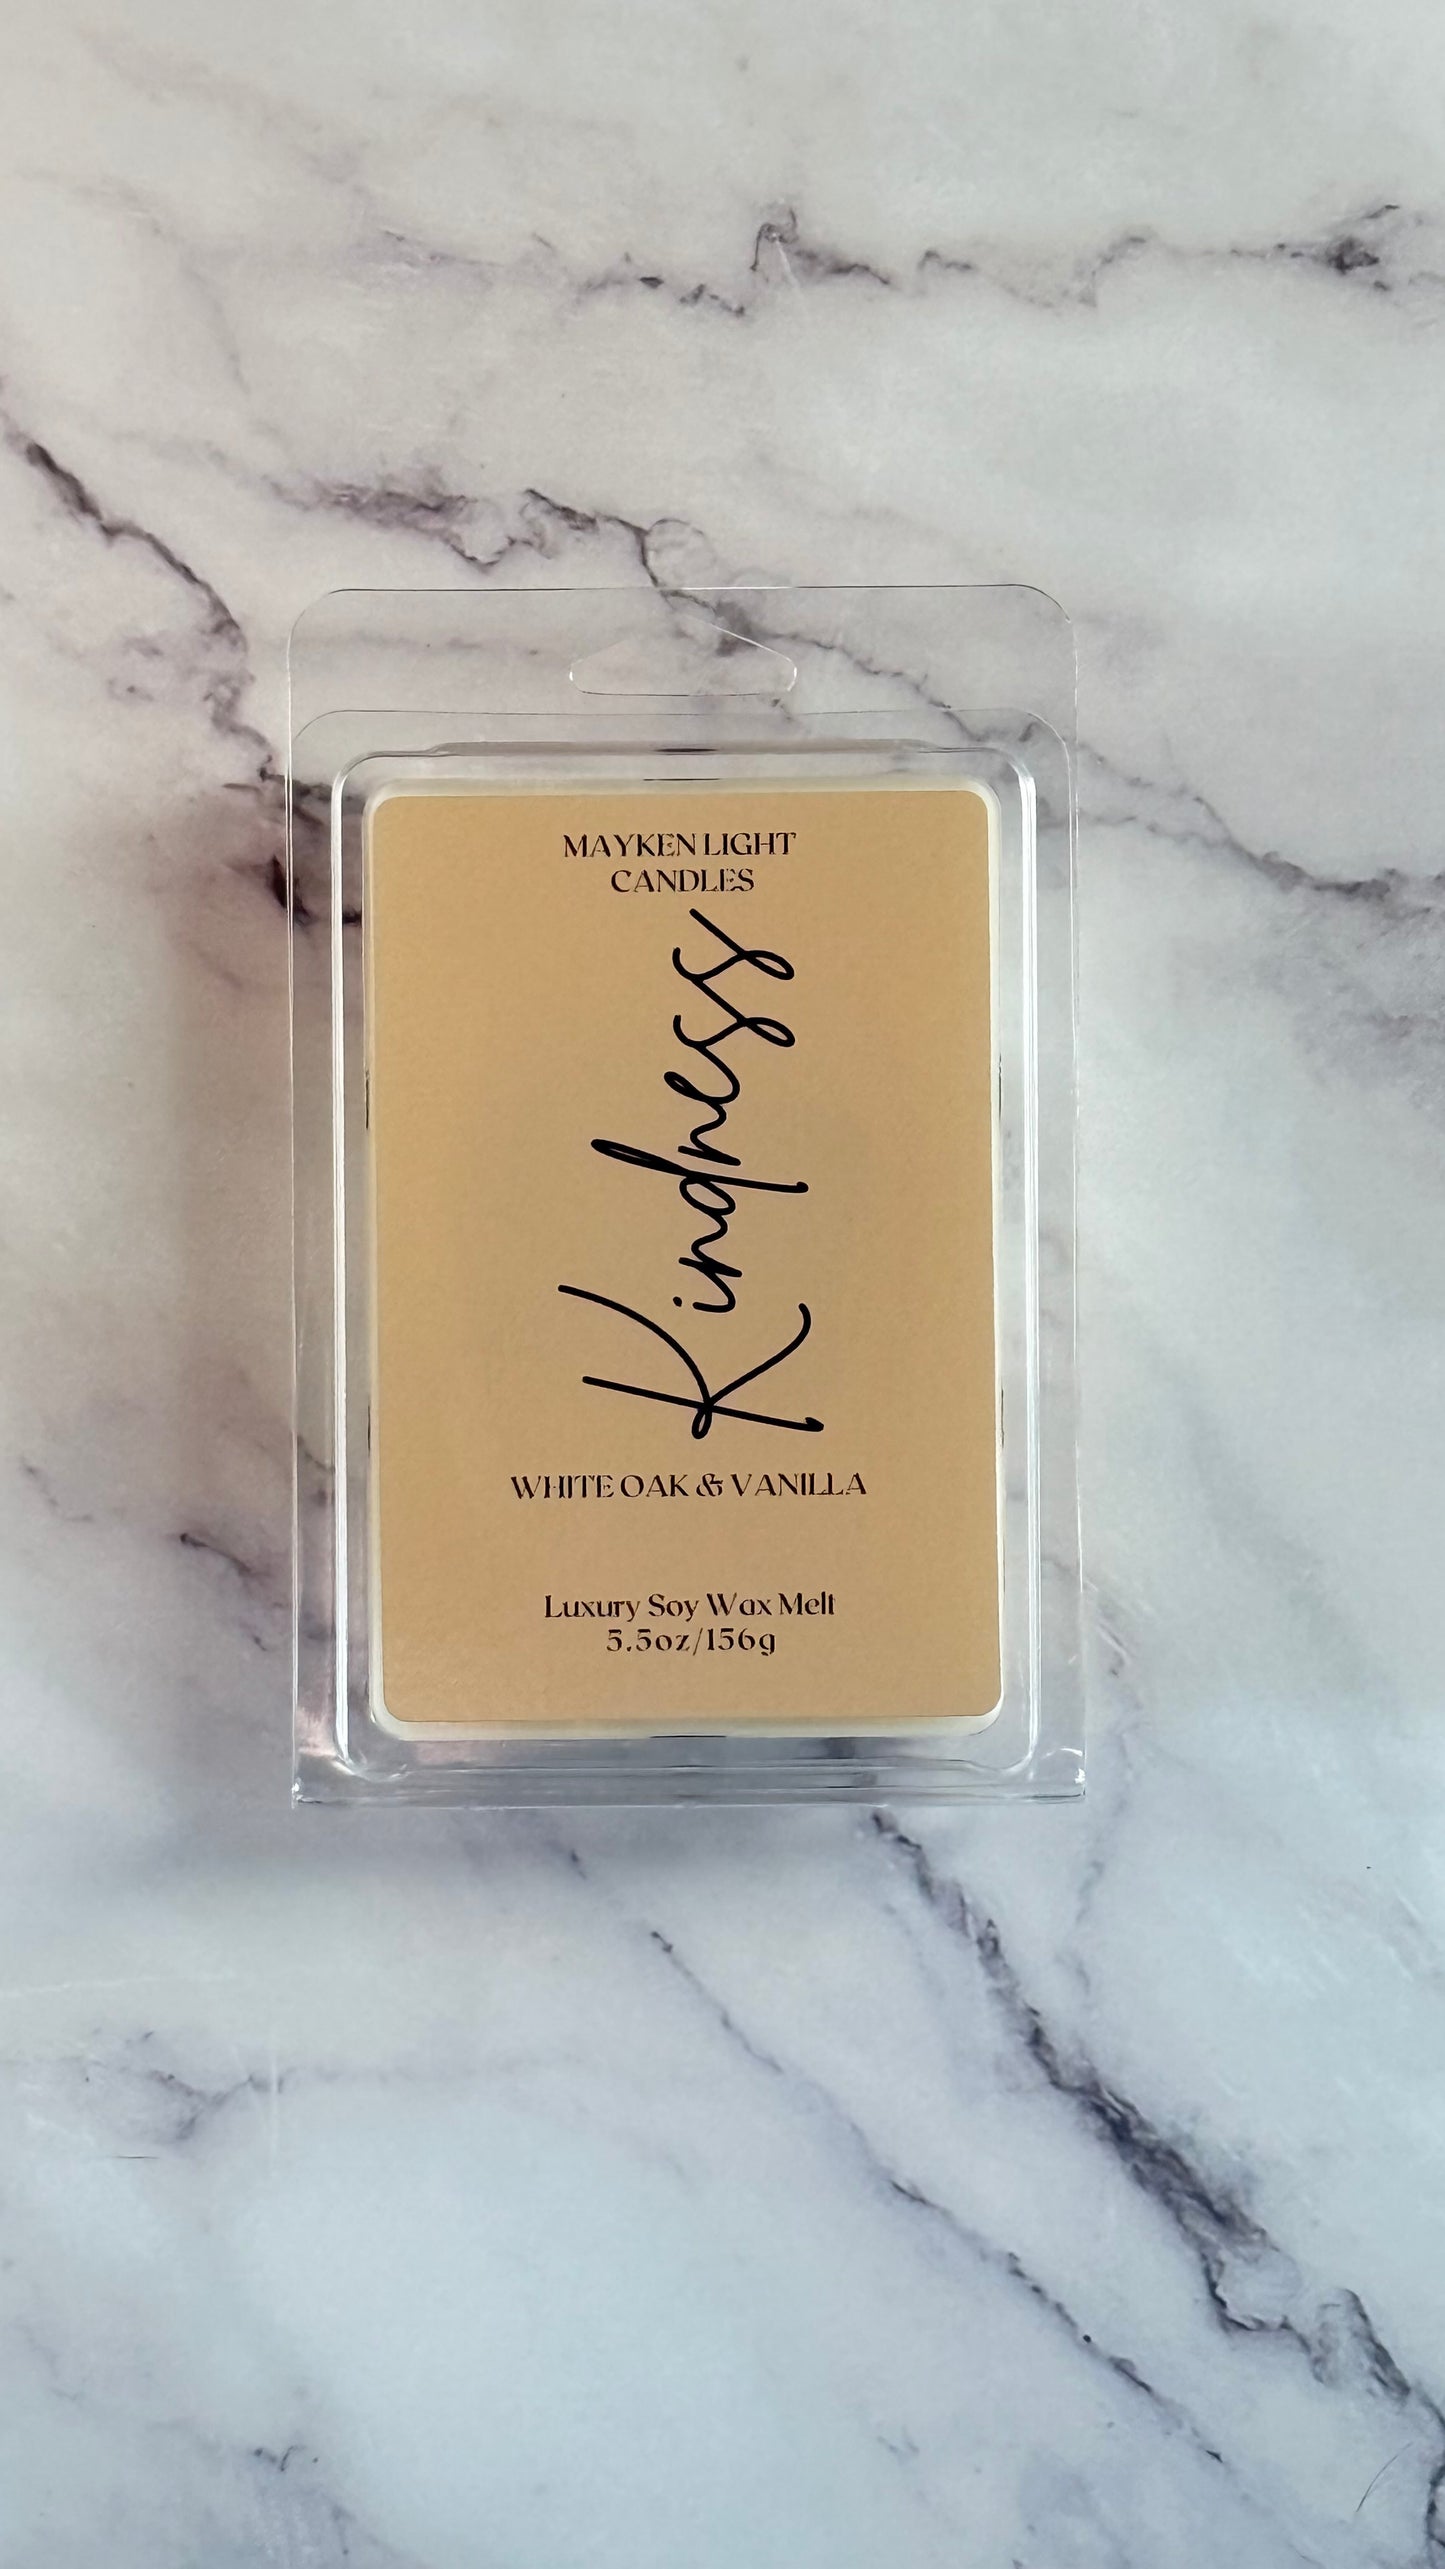 MAYKEN LIGHT
CANDLES
Kindness
WHITE OAK & VANILLA
Luxury Soy Wax Melt
5.5oz/156g